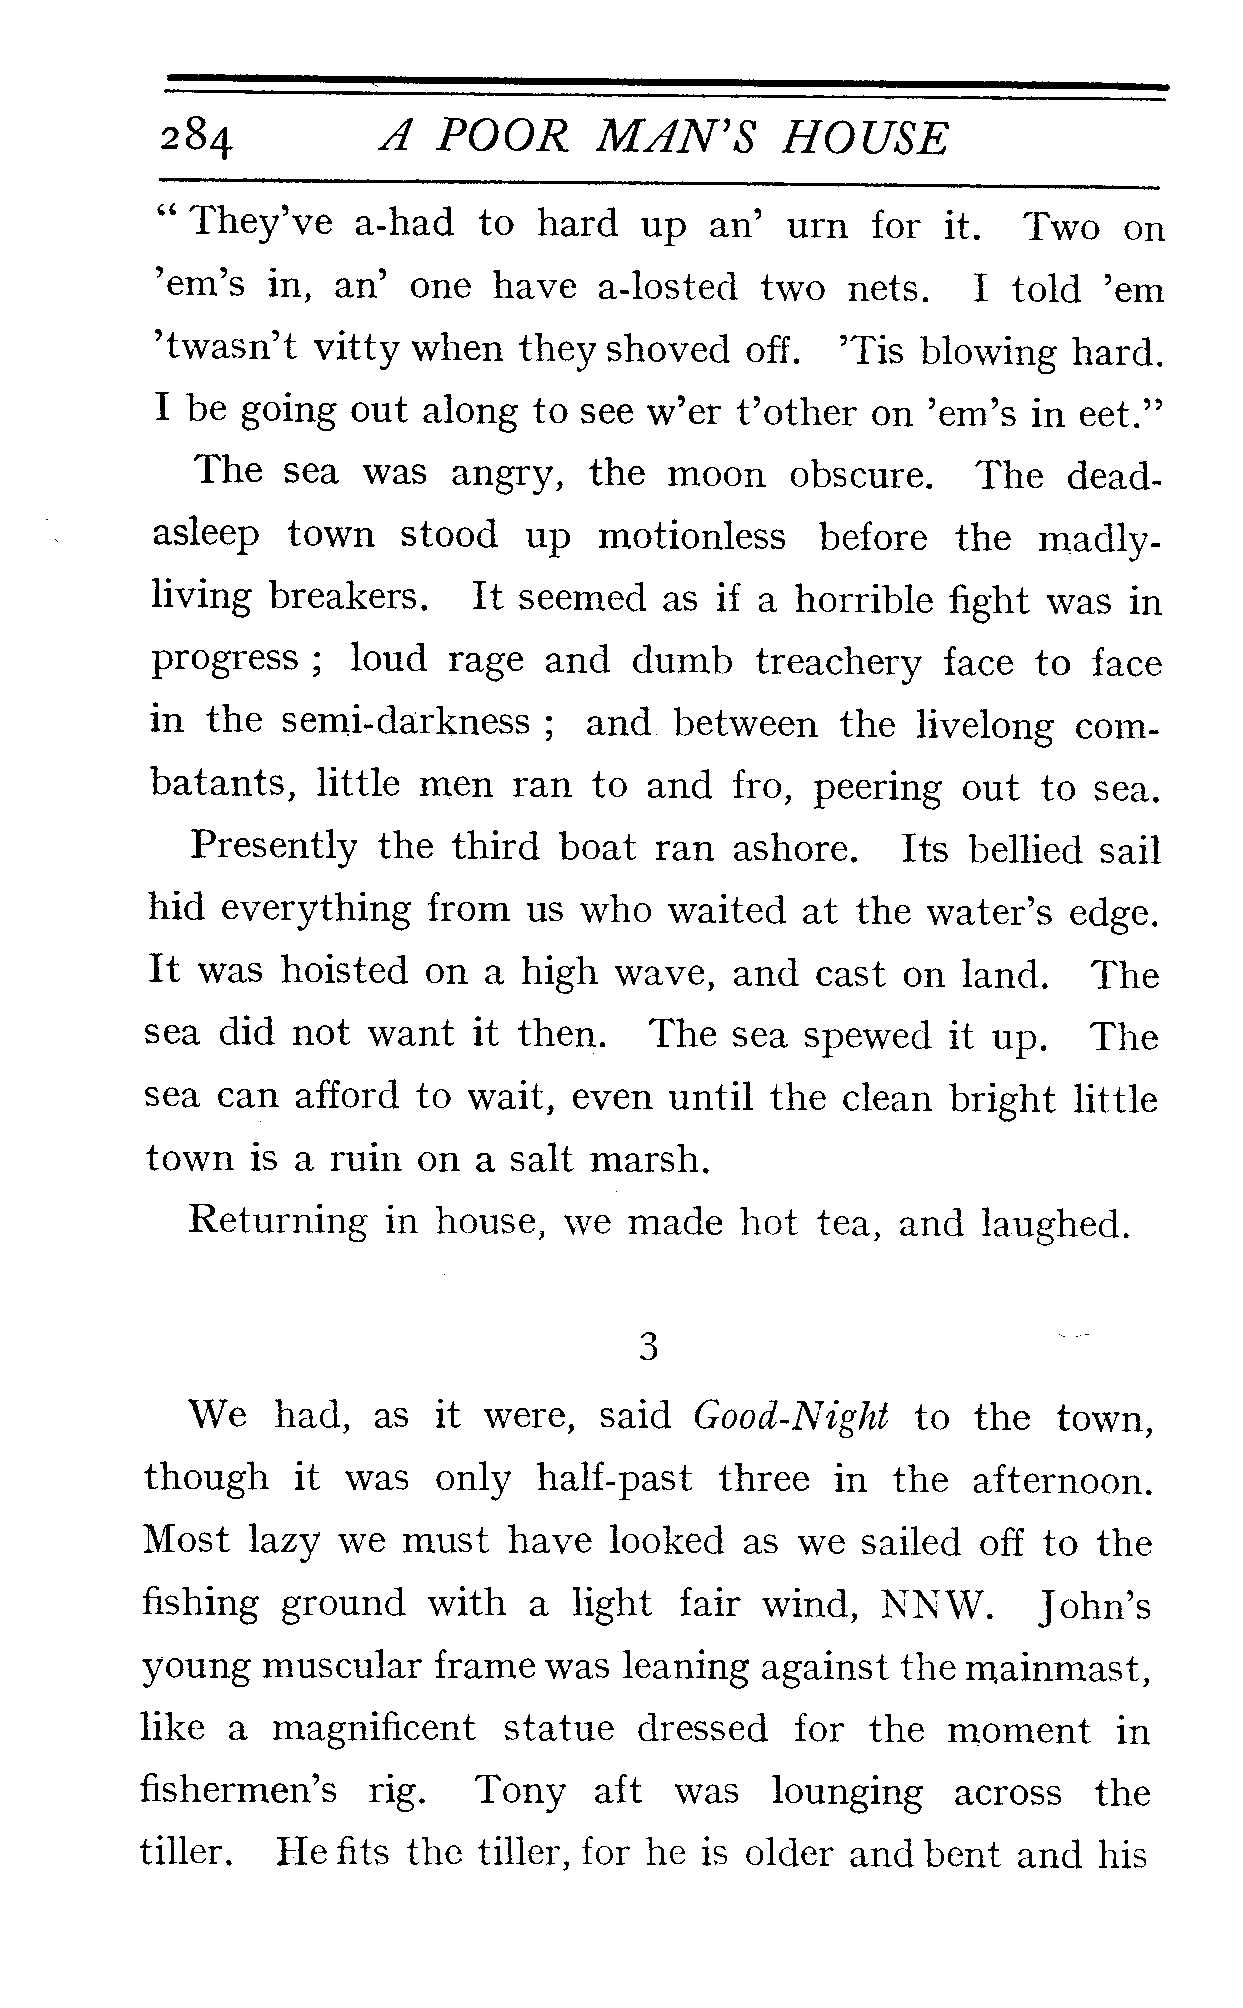 284 A POOR MAN'S HOUSE
“ They've a-had to hard up an' urn for it. Two on
'em's in, an' one have a-losted two nets. I told 'em
'twasn't vitty when they shoved off. 'Tis blowing hard.
I be going out along to see w'er t'other on 'em's in eet.”
The sea was angry, the moon obscure. The dead-
asleep town stood up motionless before the madly-
living breakers. It seemed as if a horrible fight was in
progress ; loud rage and dumb treachery face to face
in the semi-darkness ; and between the livelong com-
batants, little men ran to and fro, peering out to sea.
Presently the third boat ran ashore. Its bellied sail
hid everything from us who waited at the water's edge.
It was hoisted on a high wave, and cast on land. The
sea did not want it then. The sea spewed it up. The
sea can afford to wait, even until the clean bright little
town is a ruin on a salt marsh.
Returning in house, we made hot tea, and laughed.
3
We had, as it were, said Good-Night to the town,
though it was only half-past three in the afternoon.
Most lazy we must have looked as we sailed off to the
fishing ground with a light fair wind, NNW. John's
young muscular frame was leaning against the mainmast,
like a magnificent statue dressed for the moment in
fishermen's rig. Tony aft was lounging across the
tiller. He fits the tiller, for he is older and bent and his